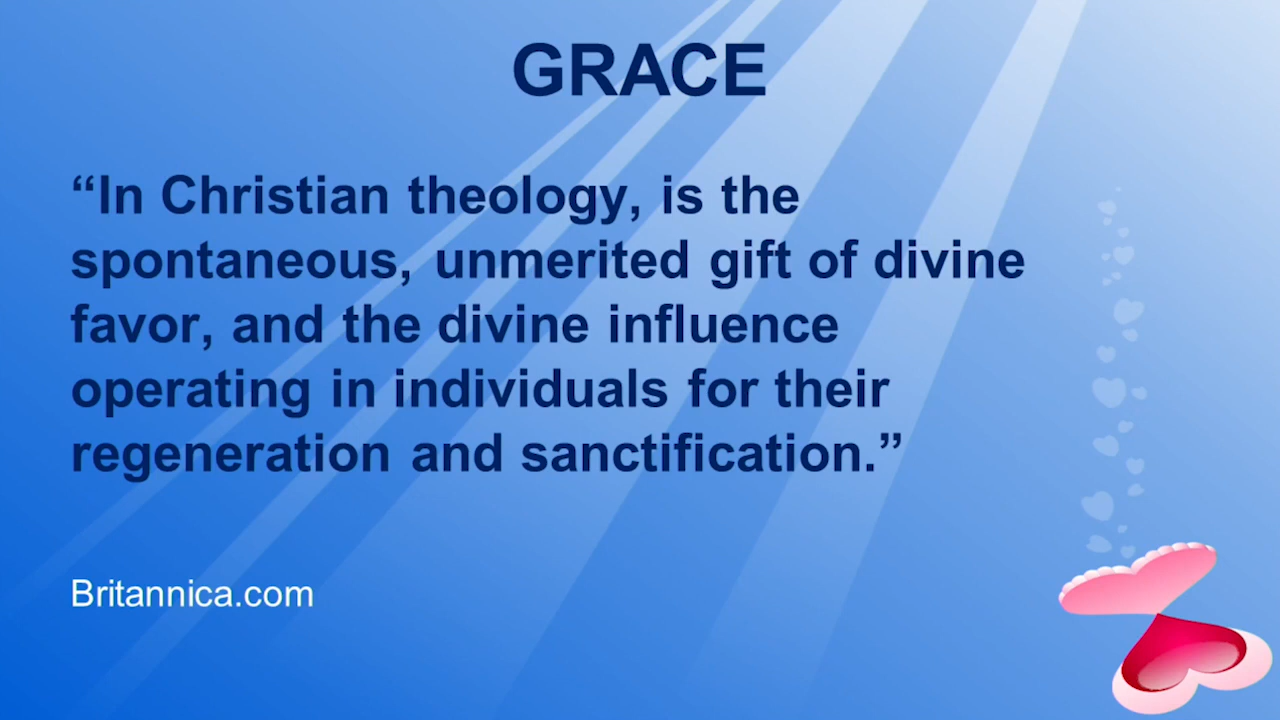 GRACE
“In Christian theology, is the
spontaneous, unmerited gift of divine
favor, and the divine influence
operating in individuals for their
regeneration and sanctification.”
Britannica.com